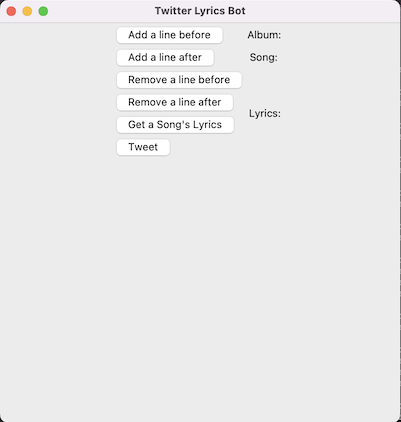 Twitter Lyrics Bot
Add a line before Album:
Add a line after Song:
Remove a line before
Remove a line after
Lyrics:
Get a Song's Lyrics
Tweet